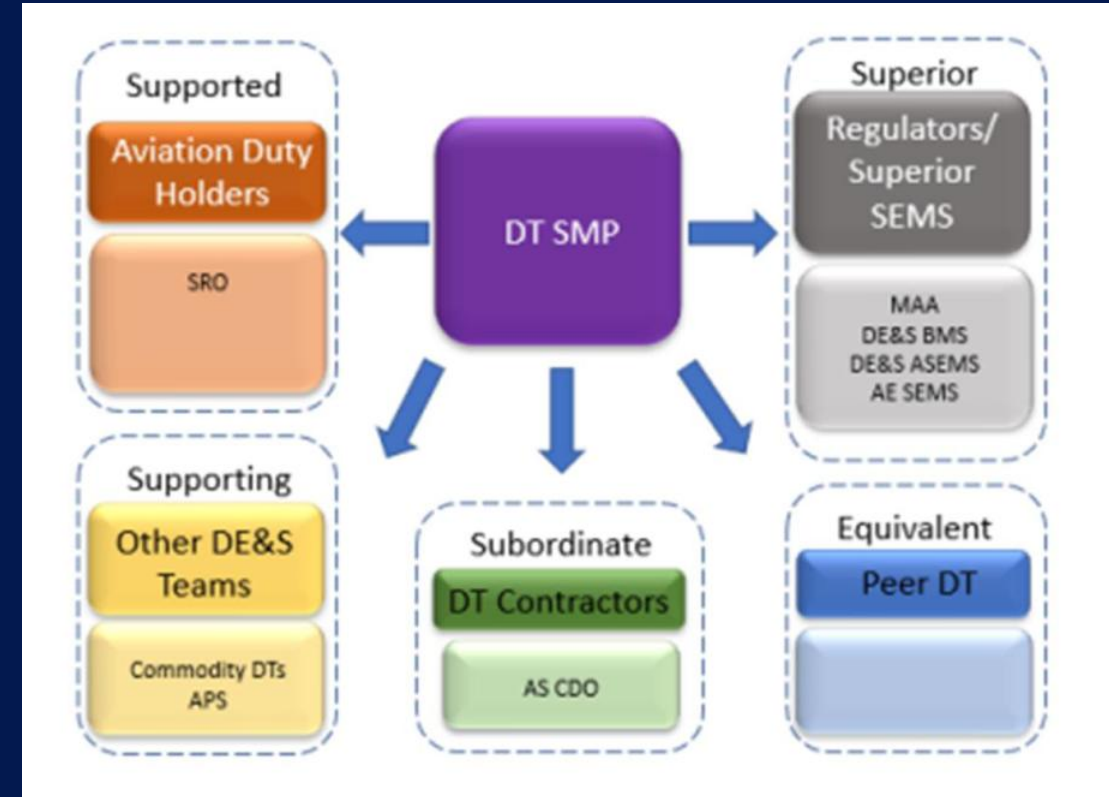 Supported
Aviation Duty
Holders
SRO
DT SMP
Superior
Regulators/
Superior
SEMS
MAA
DE&S BMS
DE&S ASEMS
AE SEMS
Supporting
Other DE&S
Teams
Commodity DTs
APS
Subordinate
DT Contractors
AS CDO
Equivalent
Peer DT